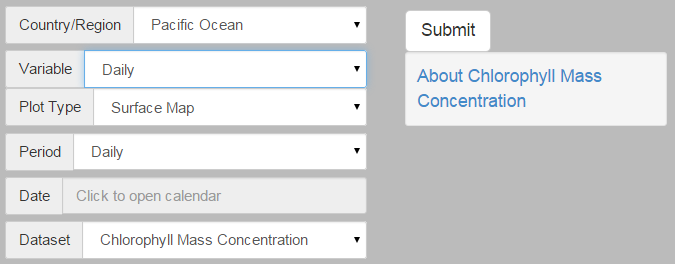 Country/Region Pacific Ocean
Variable Daily
Plot Type Surface Map
Period Daily
Date Click to open calendar
Dataset Chlorophyll Mass Concentration
Submit
About Chlorophyll Mass
Concentration